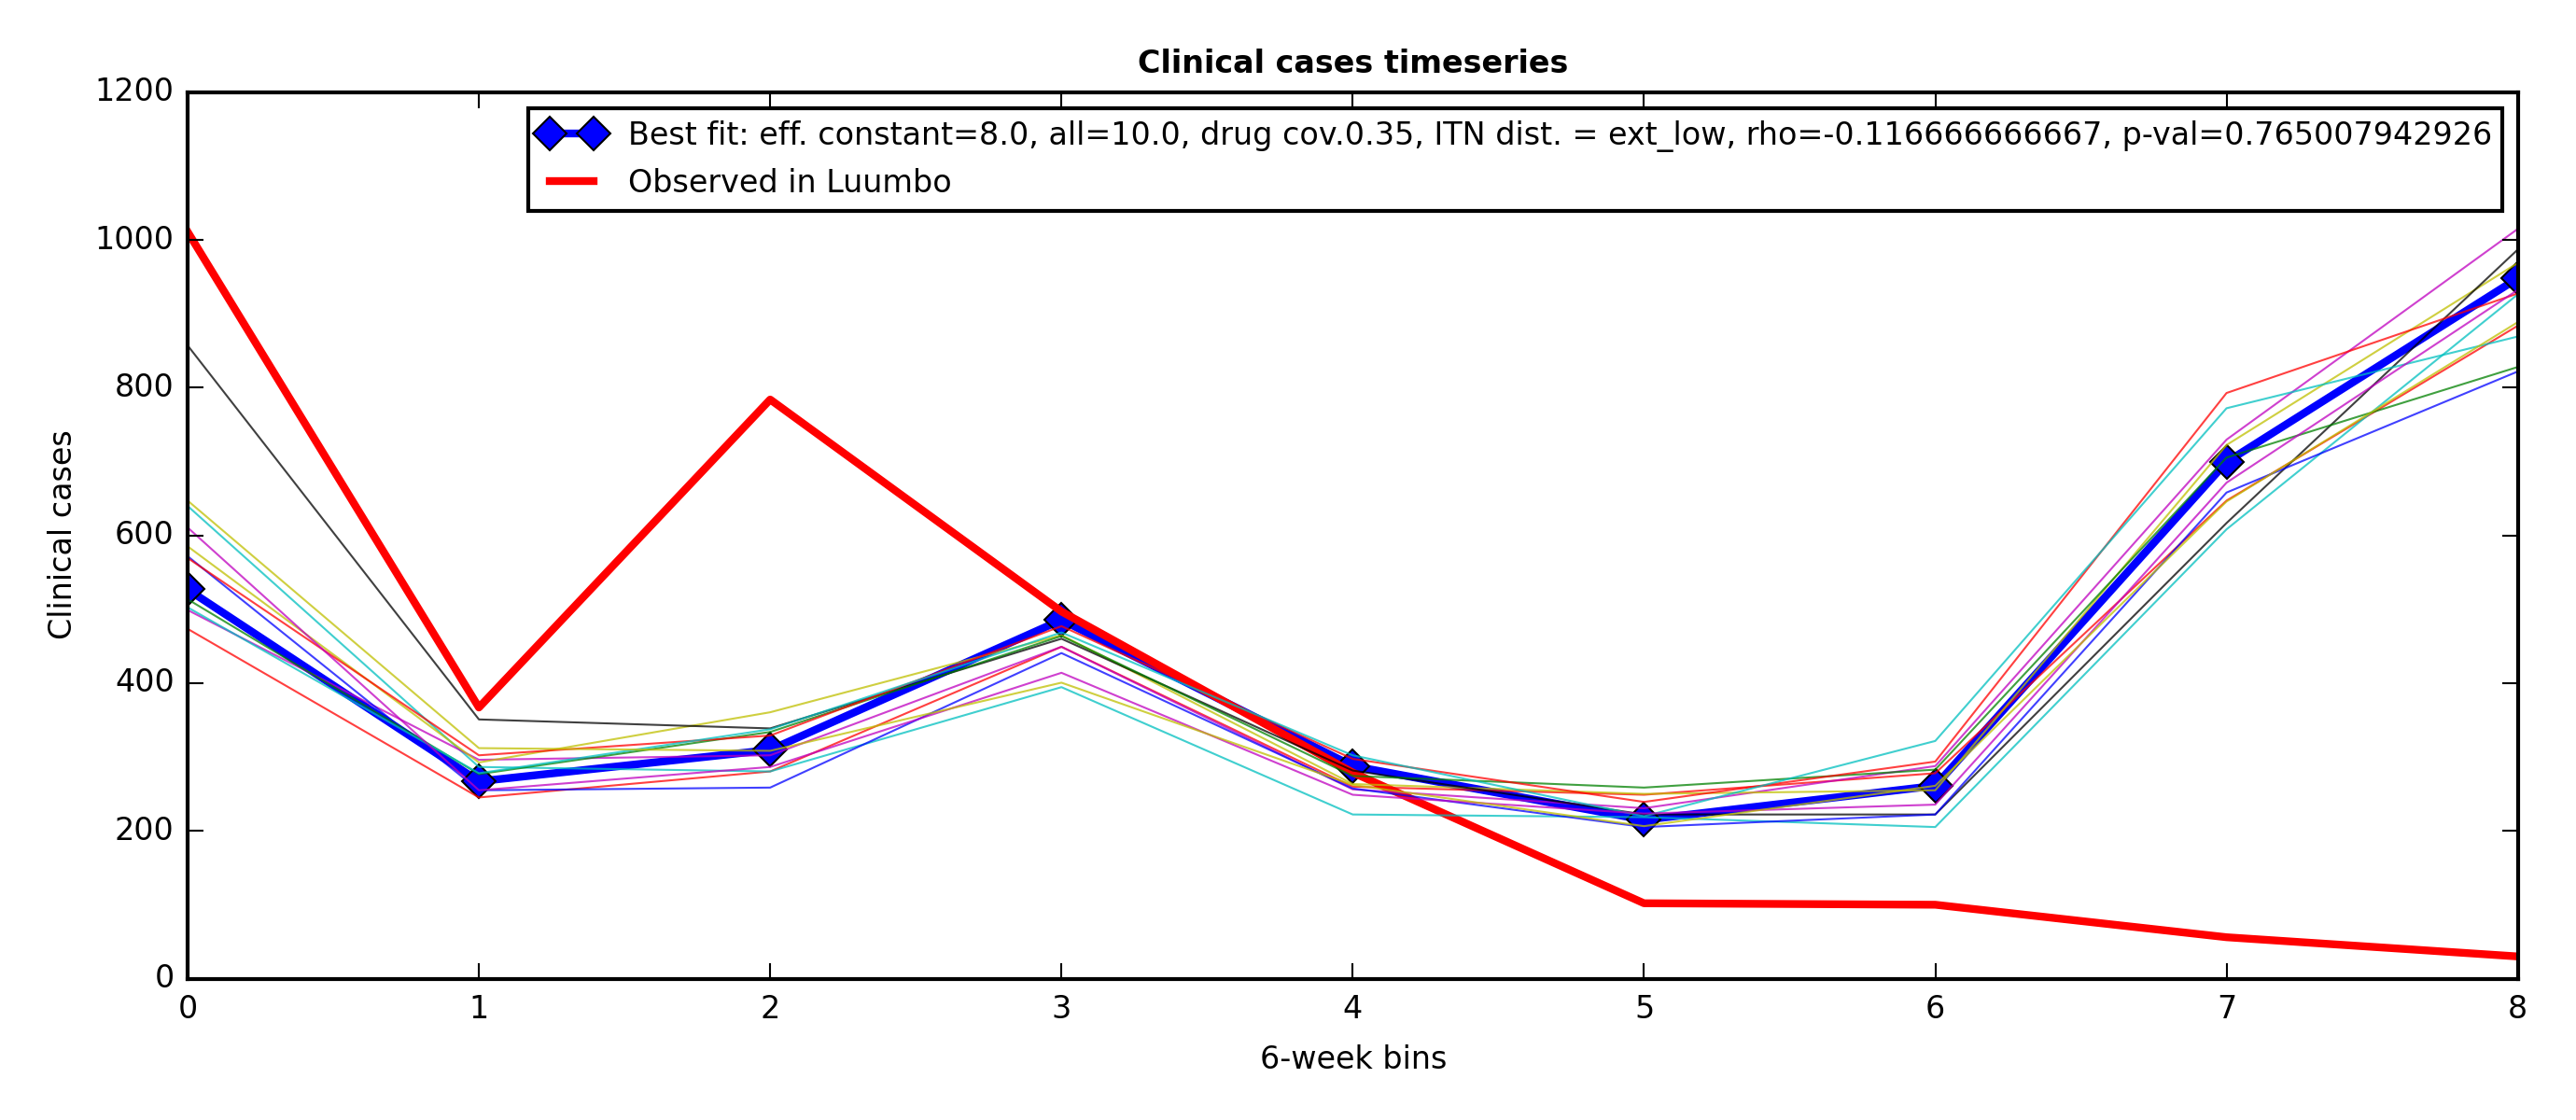 Clinical cases timeseries
1200
1000
800
600
400
200
0
Clinical cases
Best fit: eff. constant=8.0, all=10.0, drug cov.0.35, ITN dist. = ext_low, rho=-0.116666666667, p-val=0.765007942926
Observed in Luumbo
0 1 2 3 4 5 6 7 8
6-week bins